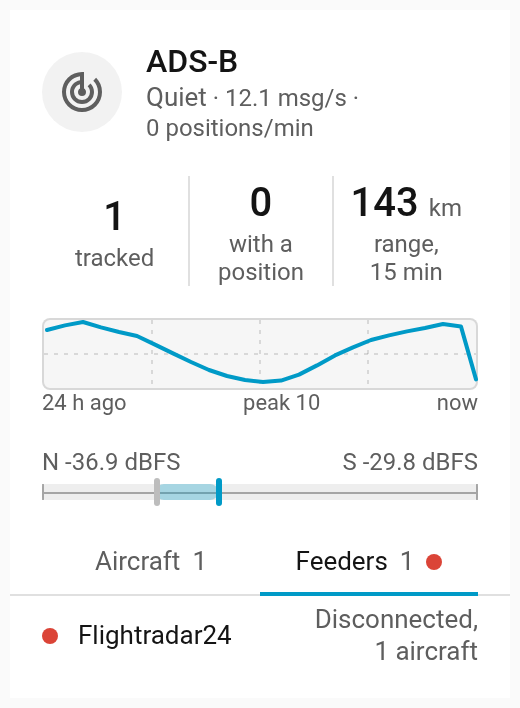 ADS-B
Quiet · 12.1 msg/s ·
0 positions/min
1
tracked
0
with a
position
143 km
range,
15 min
24 h ago
peak 10
now
N -36.9 dBFS
S -29.8 dBFS
Aircraft 1
Feeders 1
Flightradar24
Disconnected,
1 aircraft